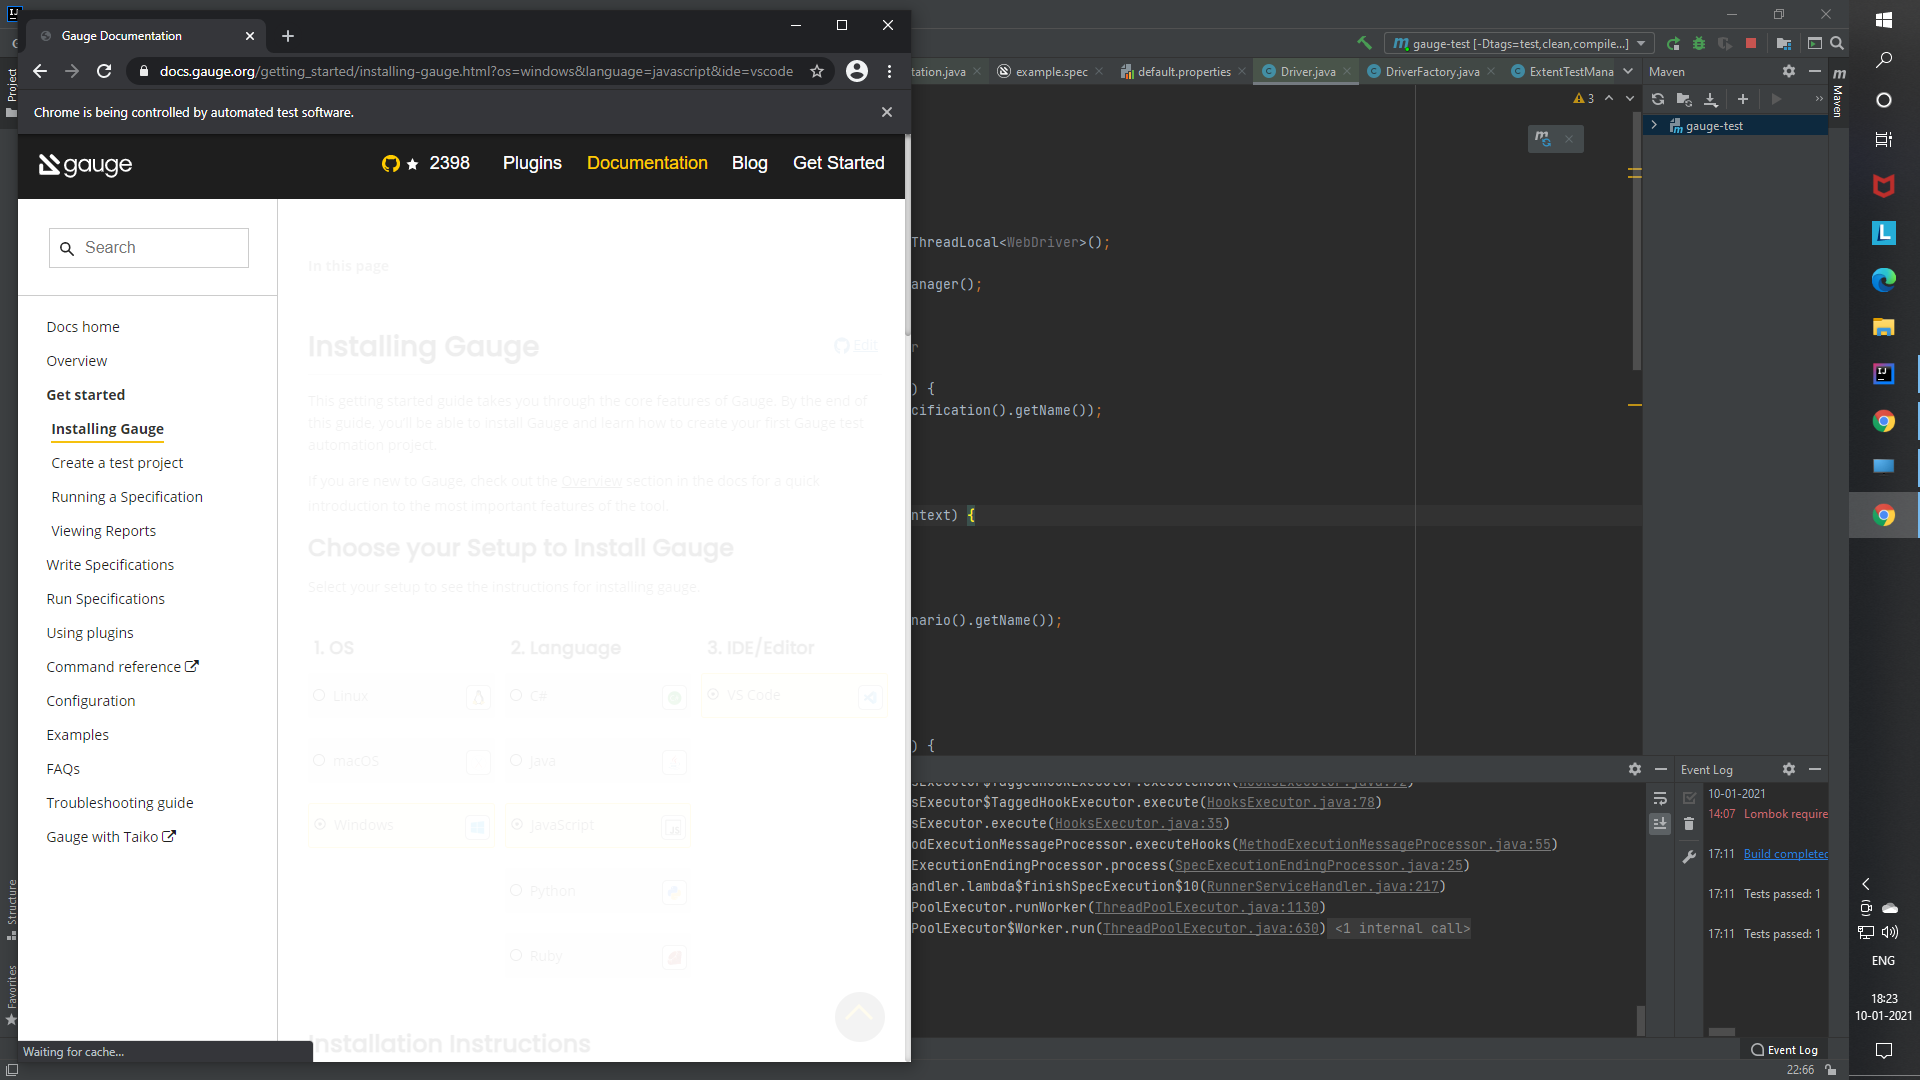 Gauge Documentation
docs.gauge.org/getting_started/installing-gauge.html?os=windows&language=javascript&ide=vscode
Chrome is being controlled by automated test software.
gauge
2398
Plugins
Documentation
Blog
Get Started
Search
Docs home
Overview
Get started
Installing Gauge
Create a test project
Running a Specification
Viewing Reports
Write Specifications
Run Specifications
Using plugins
Command reference
Configuration
Examples
FAQs
Troubleshooting guide
Gauge with Taiko
In this page
Installing Gauge
Edit
This getting started guide takes you through the core features of Gauge. By the end of
this guide, you'll be able to install Gauge and learn how to create your first Gauge test
automation project.
If you are new to Gauge, check out the Overview section in the docs for a quick
introduction to the most important features of the tool.
Choose your Setup to Install Gauge
Select your setup to see the instructions for installing gauge.
1. OS
2. Language
3. IDE/Editor
Linux
C#
VS Code
macOS
Java
Windows
JavaScript
JS
Python
Ruby
Installation Instructions
Waiting for cache...
Project
Structure
Favorites
gauge-test [-Dtags=test,clean,compile...]
tation.java
example.spec
default.properties
Driver.java
DriverFactory.java
ExtentTestMana
3
ThreadLocal<WebDriver>();
anager();
r
) {
cification().getName());
ntext) {
nario().getName());
) {
Maven
gauge-test
Maven
sExecutor$TaggedHookExecutor.executeHook(HooksExecutor.java:92)
sExecutor$TaggedHookExecutor.execute(HooksExecutor.java:78)
sExecutor.execute(HooksExecutor.java:35)
odExecutionMessageProcessor.executeHooks(MethodExecutionMessageProcessor.java:55)
ExecutionEndingProcessor.process(SpecExecutionEndingProcessor.java:25)
andler.lambda$finishSpecExecution$10(RunnerServiceHandler.java:217)
PoolExecutor.runWorker(ThreadPoolExecutor.java:1130)
PoolExecutor$Worker.run(ThreadPoolExecutor.java:630) <1 internal call>
Event Log
10-01-2021
14:07 Lombok require
17:11 Build completed
17:11 Tests passed: 1
17:11 Tests passed: 1
Event Log
22:66
ENG
18:23
10-01-2021